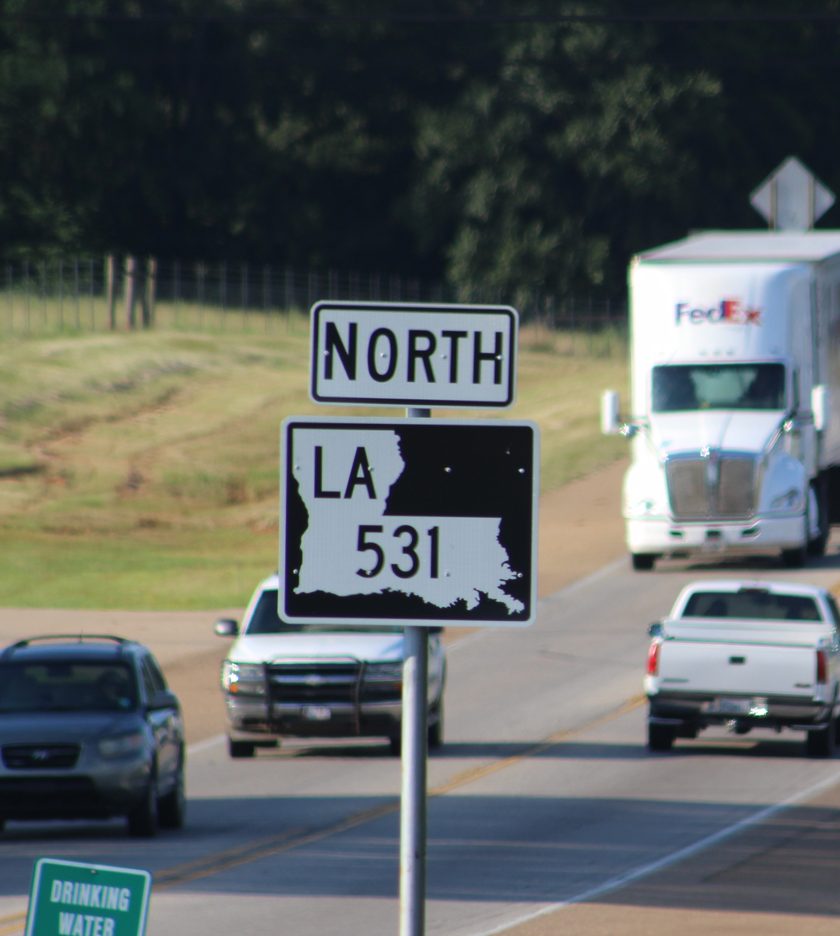 FedEx
NORTH
LA
531
DRINKING
WATER